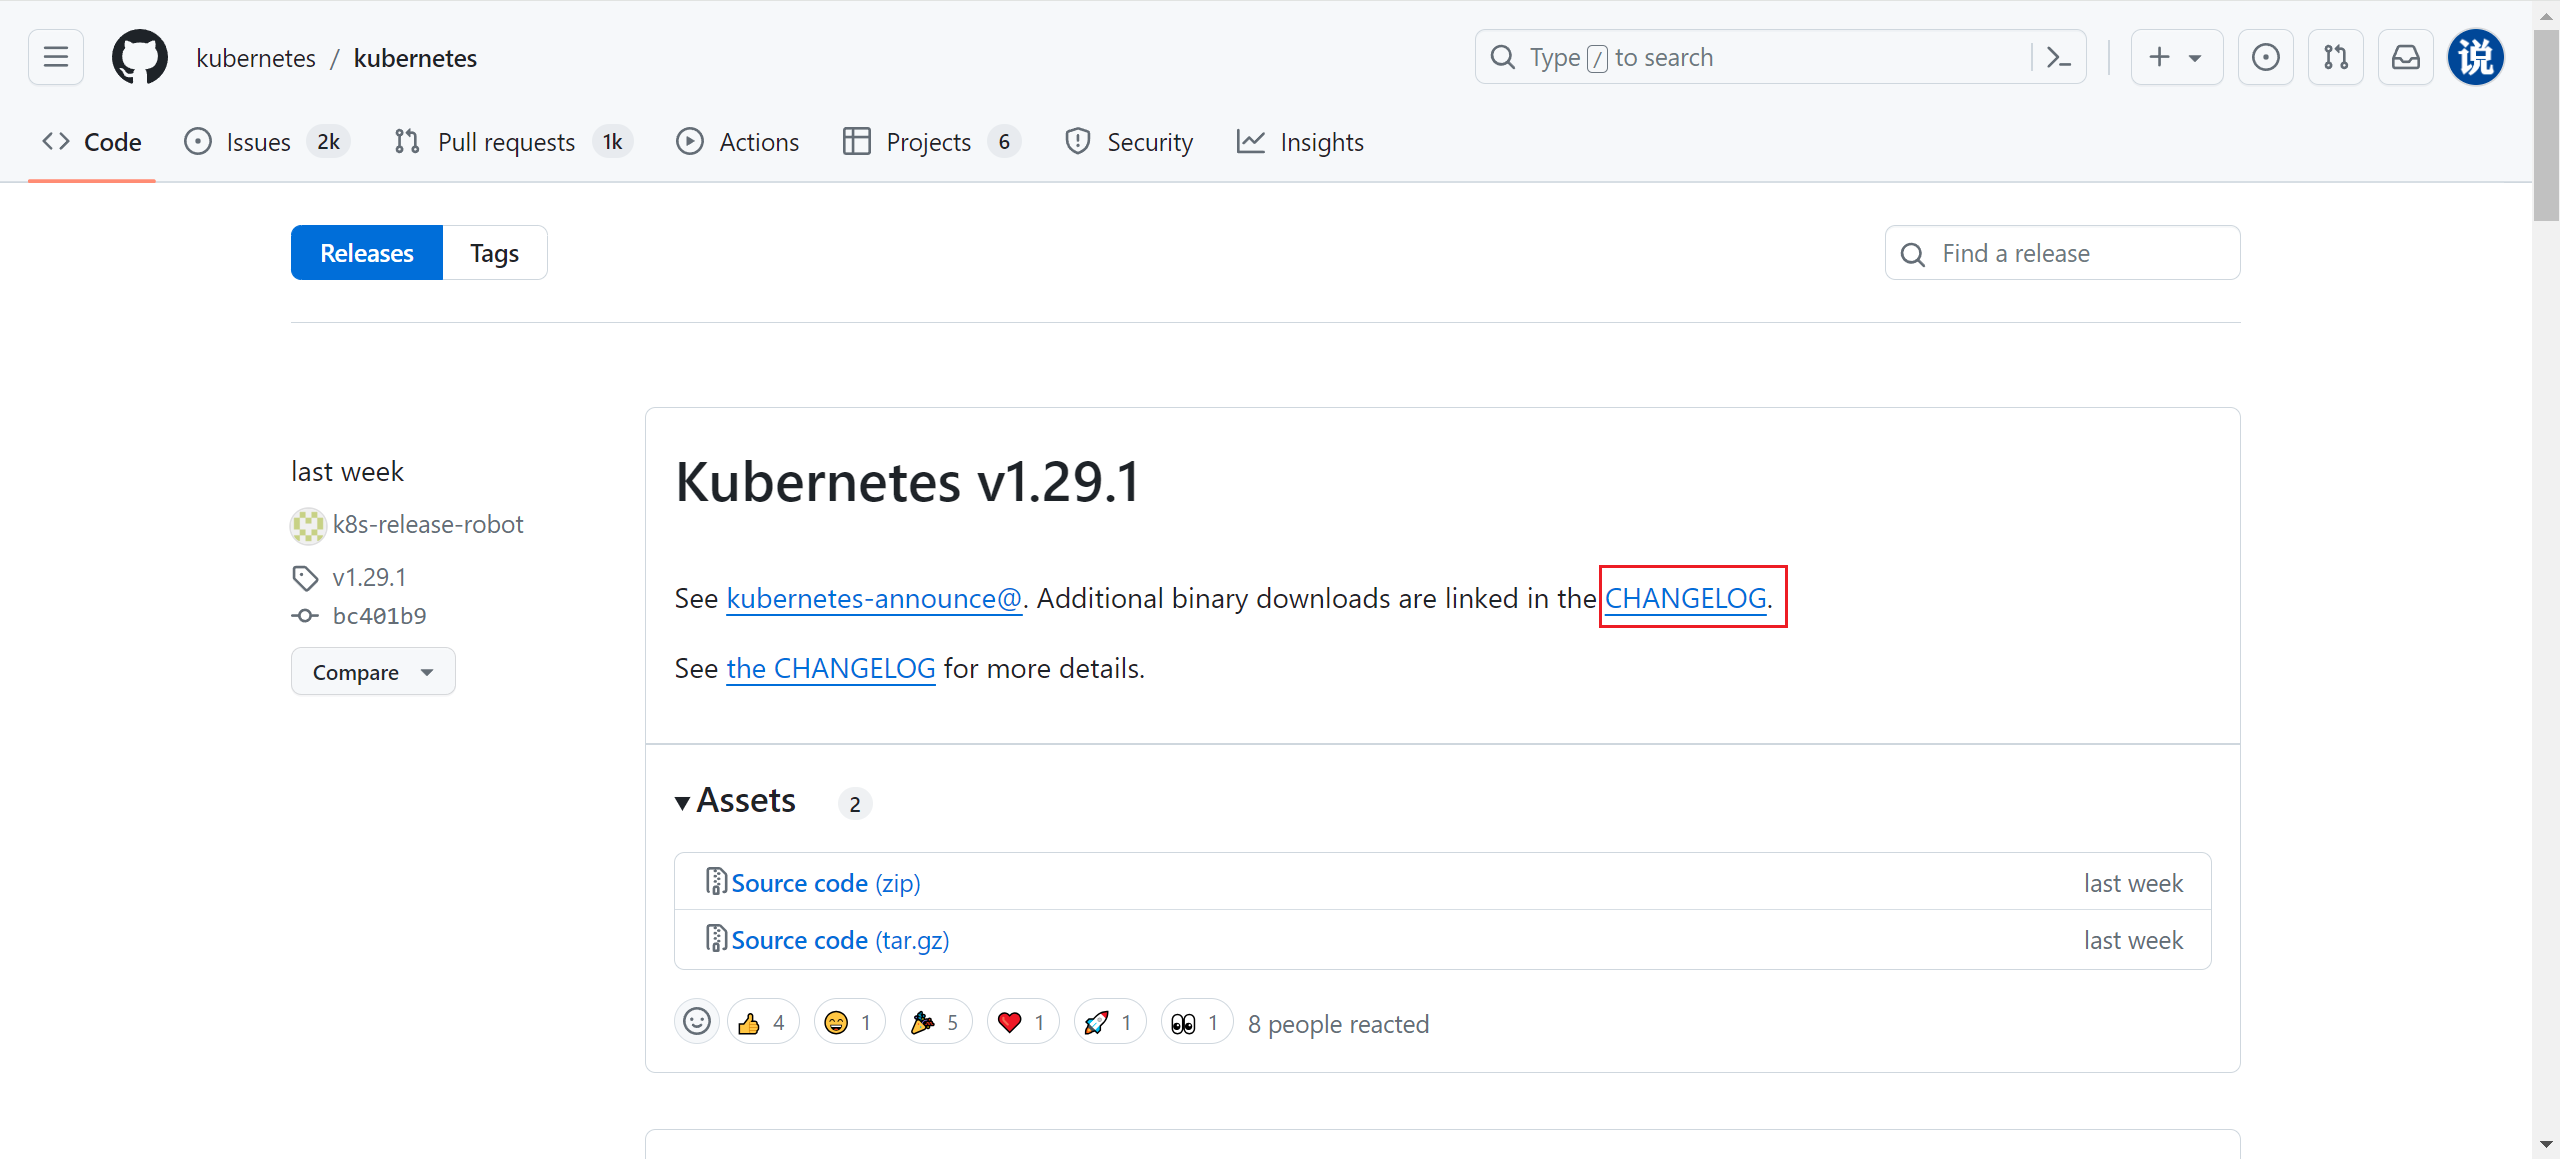 kubernetes / kubernetes
Type / to search
说
Code
Issues 2k
Pull requests 1k
Actions
Projects 6
Security
Insights
Releases
Tags
Find a release
last week
k8s-release-robot
v1.29.1
bc401b9
Compare
Kubernetes v1.29.1
See kubernetes-announce@. Additional binary downloads are linked in the CHANGELOG.
See the CHANGELOG for more details.
Assets 2
Source code (zip) last week
Source code (tar.gz) last week
4 1 5 1 1 1 8 people reacted